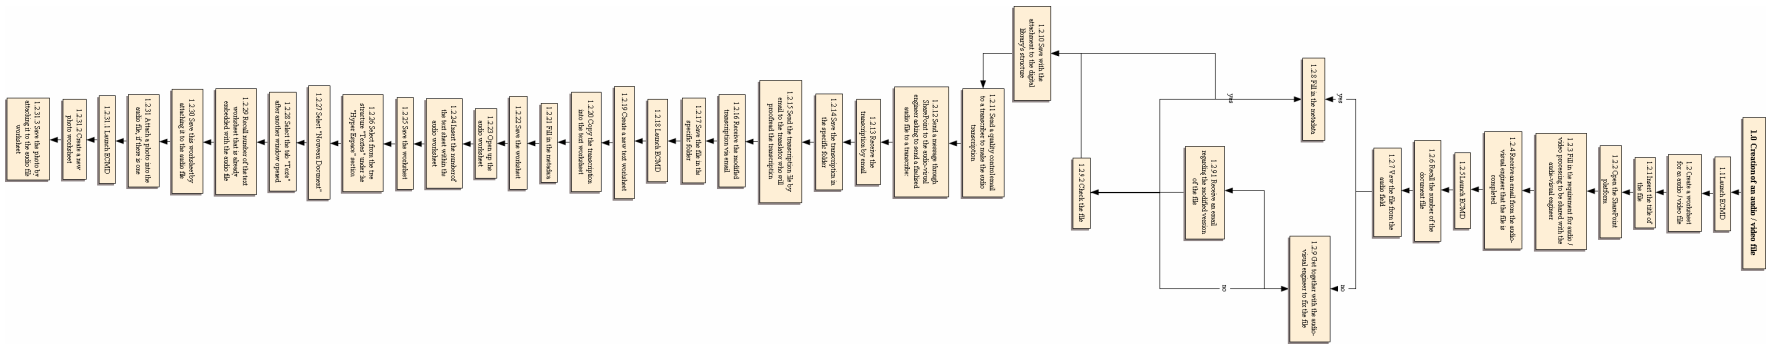 1.0 Creation of an audio / video file
1.1 Launch ECMD
1.2 Create a worksheet
for an audio / video file
1.2.1 Insert the title of
the file
1.2.2 Open the SharePoint
platform
1.2.3 Fill in the requirement for audio /
video processing to be shared with the
audio-visual engineer
1.2.4 Receive an email from the audio-
visual engineer that the file is
completed
1.2.5 Launch ECMD
1.2.6 Recall the number of the
document file
1.2.7 View the file from the
audio field
yes
no
1.2.8 Fill in the metadata
1.2.9 Get together with the audio-
visual engineer to fix the file
1.2.9.1 Receive an email
regarding the modified version
of the file
yes
no
1.2.9.2 Check the file
1.2.10 Save with the
attachment to the digital
library's structure
1.2.11 Send a quality control email
to a transcriber to make the audio
transcription
1.2.12 Send a message through
SharePoint to the audio-visual
engineer asking to send a finalized
audio file to a transcriber
1.2.13 Receive the
transcription by email
1.2.14 Save the transcription in
the specific folder
1.2.15 Send the transcription file by
email to the translator who will
proofread the transcription
1.2.16 Receive the modified
transcription via email
1.2.17 Save the file in the
specific folder
1.2.18 Launch ECMD
1.2.19 Create a new text worksheet
1.2.20 Copy the transcription
into the text worksheet
1.2.21 Fill in the metadata
1.2.22 Save the worksheet
1.2.23 Open up the
audio worksheet
1.2.24 Insert the number of
the text sheet within the
audio worksheet
1.2.25 Save the worksheet
1.2.26 Select from the tree
structure "Textes" under the
"Hyper Espace" section
1.2.27 Select "Nouveau Document"
1.2.28 Select the tab "Texte"
after another window opened
1.2.29 Recall number of the text
worksheet that is already
embedded with the audio file
1.2.30 Save this worksheet by
attaching it to the audio file
1.2.31 Attach a photo into the
audio file, if there is one
1.2.31.1 Launch ECMD
1.2.31.2 Create a new
photo worksheet
1.2.31.3 Save the photo by
attaching it to the audio file
worksheet